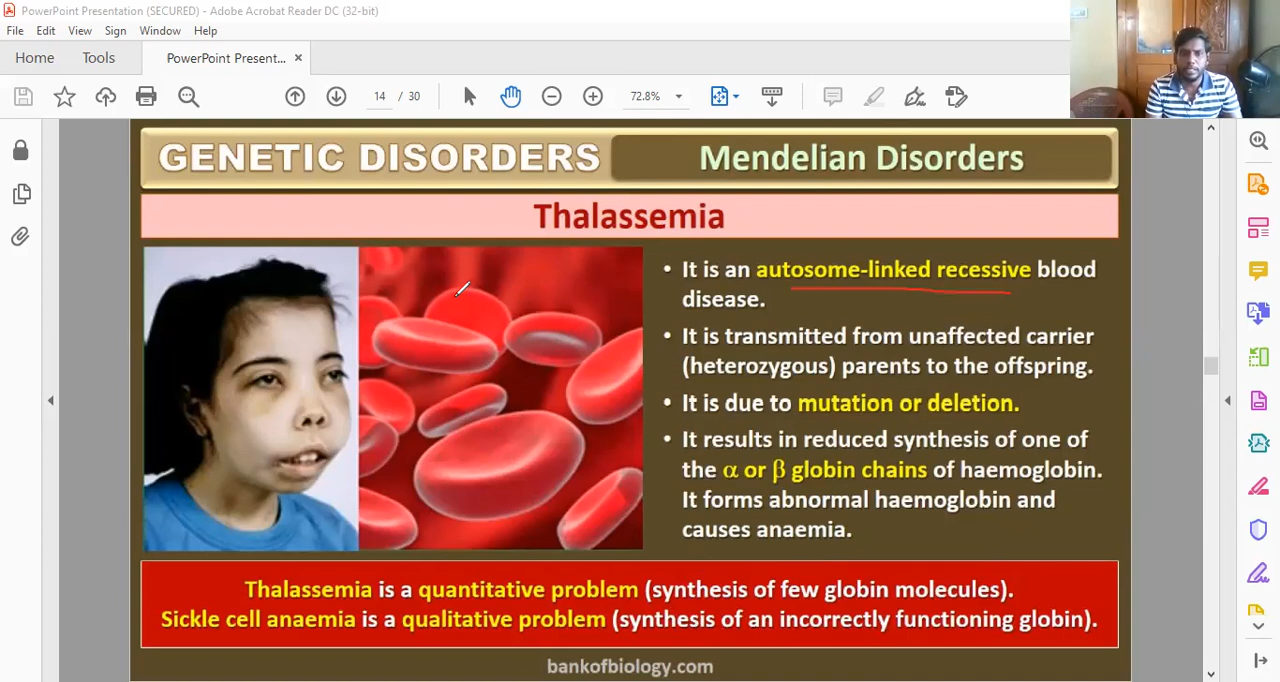 PowerPoint Presentation (SECURED) - Adobe Acrobat Reader DC (32-bit)
File Edit View Sign Window Help
Home Tools PowerPoint Present... ×
14 / 30 72.8%
GENETIC DISORDERS Mendelian Disorders
Thalassemia
• It is an autosome-linked recessive blood
disease.
• It is transmitted from unaffected carrier
(heterozygous) parents to the offspring.
• It is due to mutation or deletion.
• It results in reduced synthesis of one of
the α or β globin chains of haemoglobin.
It forms abnormal haemoglobin and
causes anaemia.
Thalassemia is a quantitative problem (synthesis of few globin molecules).
Sickle cell anaemia is a qualitative problem (synthesis of an incorrectly functioning globin).
bankofbiology.com